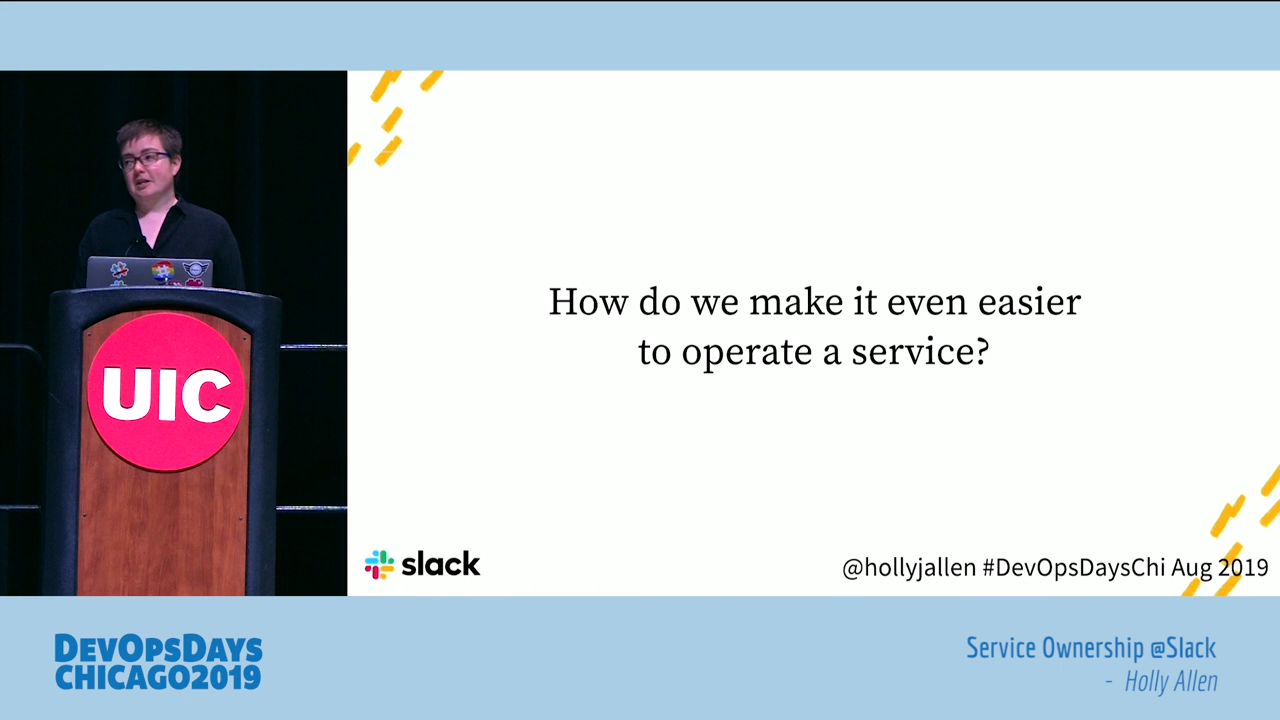 How do we make it even easier
to operate a service?
UIC
slack
@hollyjallen #DevOpsDaysChi Aug 2019
DEVOPSDAYS
CHICAGO2019
Service Ownership @Slack
- Holly Allen